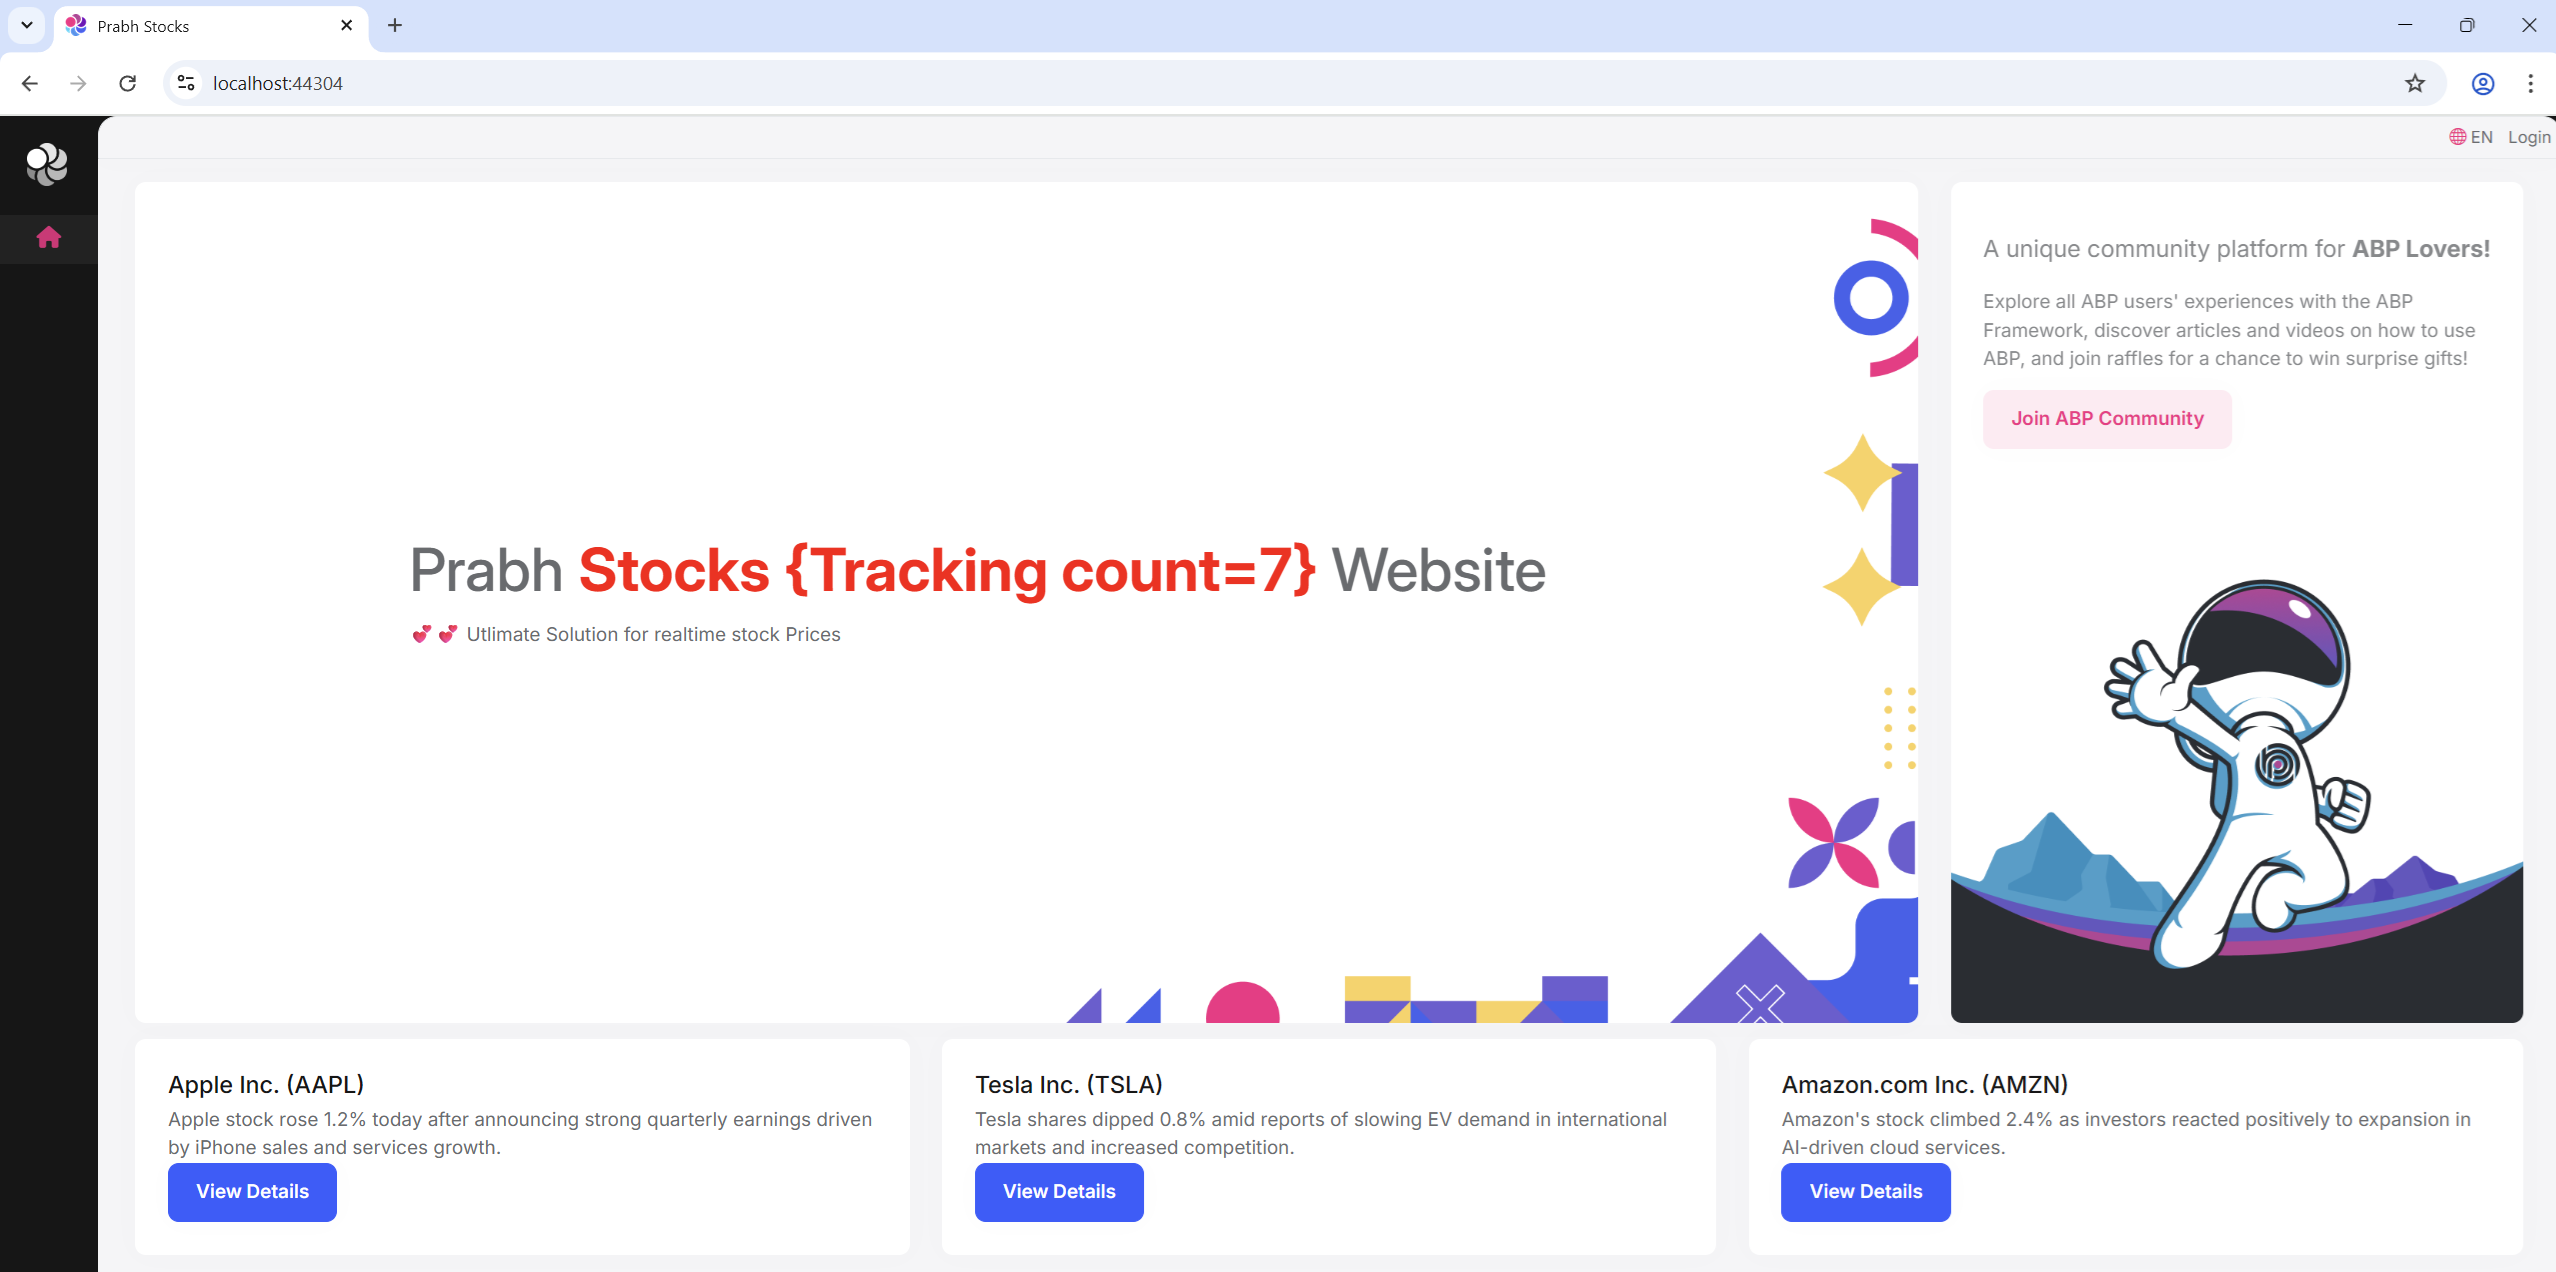 Prabh Stocks
localhost:44304
EN Login
Prabh Stocks {Tracking count=7} Website
💕 💕 Utlimate Solution for realtime stock Prices
A unique community platform for ABP Lovers!
Explore all ABP users' experiences with the ABP
Framework, discover articles and videos on how to use
ABP, and join raffles for a chance to win surprise gifts!
Join ABP Community
Apple Inc. (AAPL)
Apple stock rose 1.2% today after announcing strong quarterly earnings driven
by iPhone sales and services growth.
View Details
Tesla Inc. (TSLA)
Tesla shares dipped 0.8% amid reports of slowing EV demand in international
markets and increased competition.
View Details
Amazon.com Inc. (AMZN)
Amazon's stock climbed 2.4% as investors reacted positively to expansion in
AI-driven cloud services.
View Details